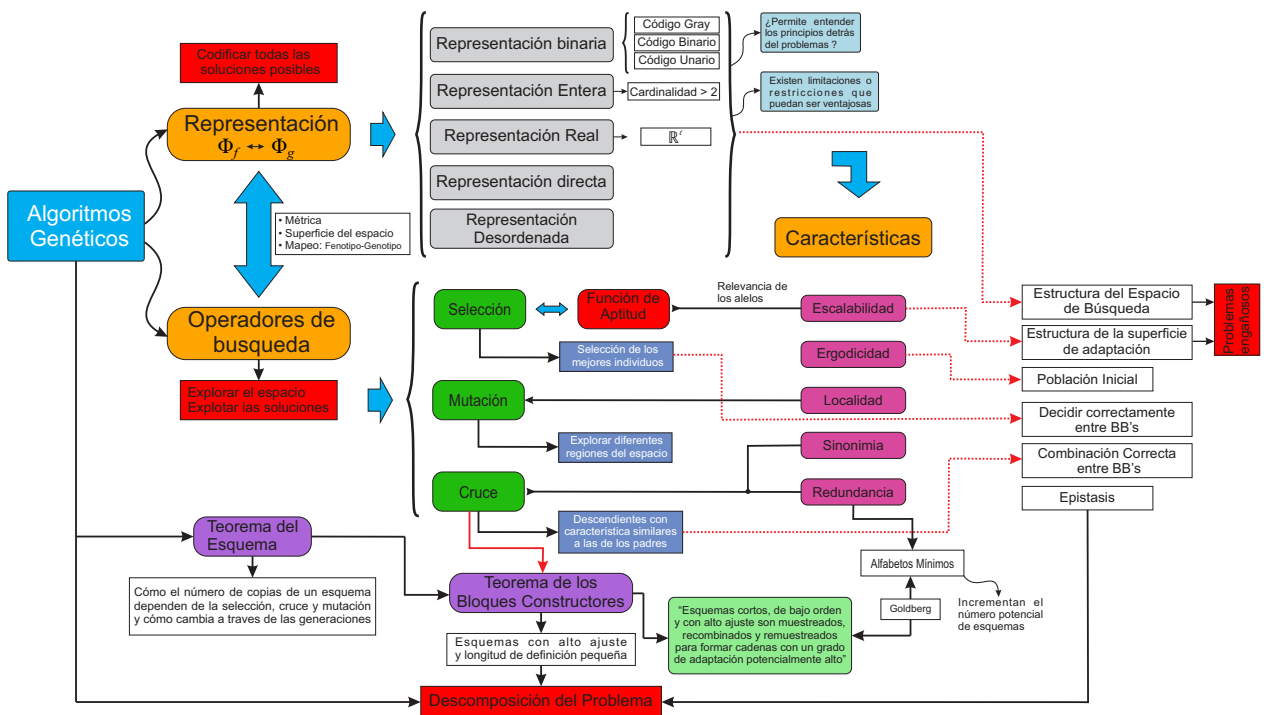 Codificar todas las
soluciones posibles
Representación
Φf ↔ Φg
Algoritmos
Genéticos
• Métrica
• Superficie del espacio
• Mapeo: Fenotipo-Genotipo
Operadores de
busqueda
Explorar el espacio
Explotar las soluciones
Representación binaria
Código Gray
Código Binario
Código Unario
Representación Entera
Cardinalidad > 2
Representación Real
Representación directa
Representación
Desordenada
¿Permite entender
los principios detrás
del problemas ?
Existen limitaciones o
restricciones que
puedan ser ventajosas
Características
Selección
Función de
Aptitud
Relevancia de
los alelos
Escalabilidad
Selección de los
mejores individuos
Ergodicidad
Mutación
Localidad
Explorar diferentes
regiones del espacio
Sinonimia
Cruce
Redundancia
Descendientes con
característica similares
a las de los padres
Estructura del Espacio
de Búsqueda
Estructura de la superficie
de adaptación
Problemas
engañosos
Población Inicial
Decidir correctamente
entre BB's
Combinación Correcta
entre BB's
Epistasis
Teorema del
Esquema
Cómo el número de copias de un esquema
dependen de la selección, cruce y mutación
y cómo cambia a traves de las generaciones
Teorema de los
Bloques Constructores
Esquemas con alto ajuste
y longitud de definición pequeña
“Esquemas cortos, de bajo orden
y con alto ajuste son muestreados,
recombinados y remuestreados
para formar cadenas con un grado
de adaptación potencialmente alto”
Alfabetos Mínimos
Goldberg
Incrementan el
número potencial
de esquemas
Descomposición del Problema